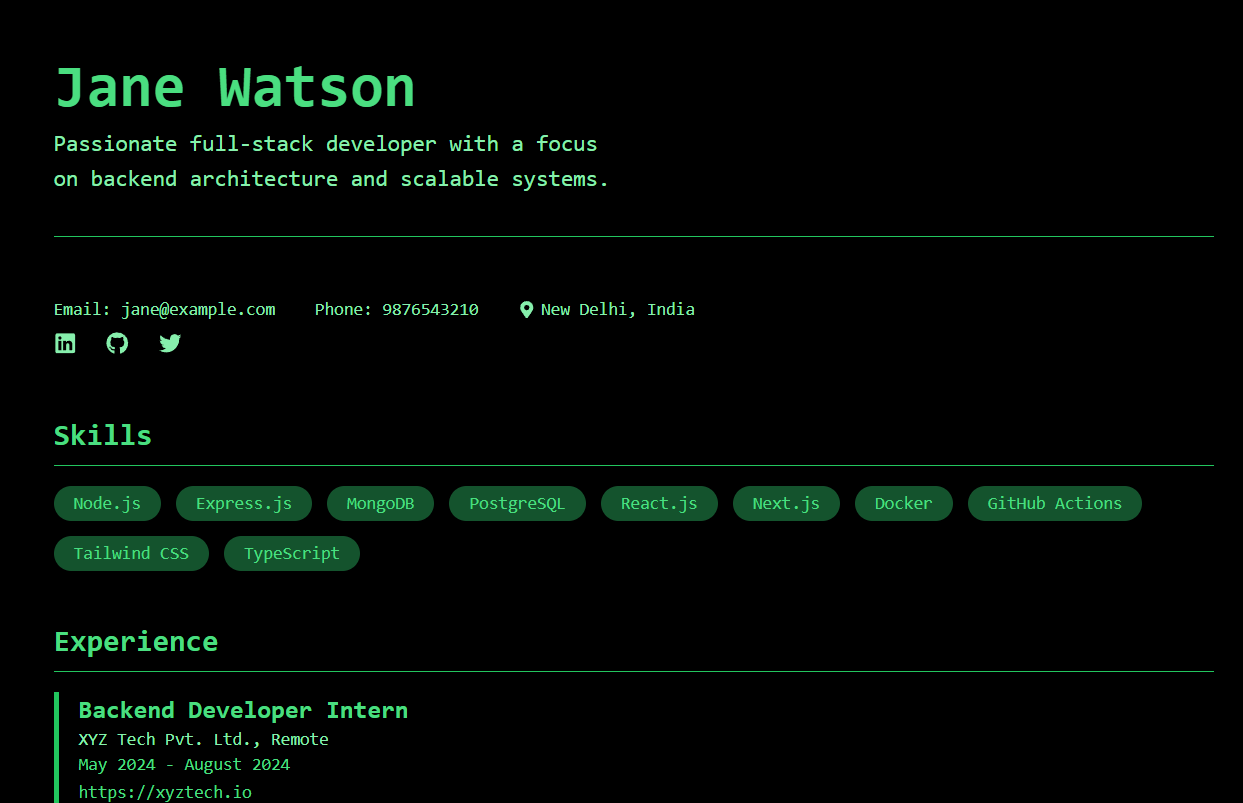 Jane Watson
Passionate full-stack developer with a focus
on backend architecture and scalable systems.
Email: jane@example.com Phone: 9876543210 New Delhi, India
in
Skills
Node.js Express.js MongoDB PostgreSQL React.js Next.js Docker GitHub Actions
Tailwind CSS TypeScript
Experience
Backend Developer Intern
XYZ Tech Pvt. Ltd., Remote
May 2024 - August 2024
https://xyztech.io